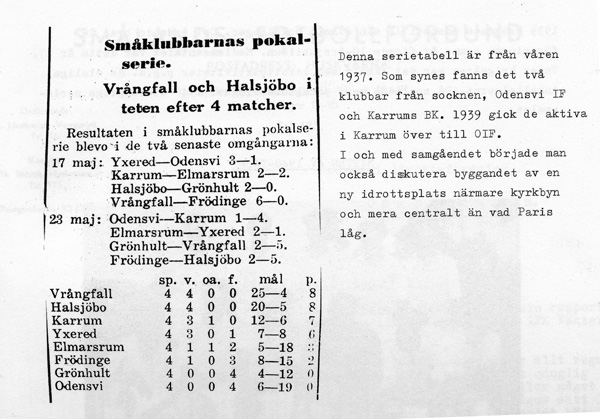 Småklubbarnas pokal-
serie.
Vrångfall och Halsjöbo i
teten efter 4 matcher.
Resultaten i småklubbarnas pokalse-
rie blevo i de två senaste omgångarna:
17 maj: Yxered—Odensvi 3—1.
Karrum—Elmarsrum 2—2.
Halsjöbo—Grönhult 2—0.
Vrångfall—Frödinge 6—0.
23 maj: Odensvi—Karrum 1—4.
Elmarsrum—Yxered 2—1.
Grönhult—Vrångfall 2—5.
Frödinge—Halsjöbo 2—5.
sp. v. oa. f. mål p.
Vrångfall 4 4 0 0 25—4 8
Halsjöbo 4 4 0 0 20—5 8
Karrum 4 3 1 0 12—6 7
Yxered 4 3 0 1 7—8 6
Elmarsrum 4 1 1 2 5—18 3
Frödinge 4 1 0 3 8—15 2
Grönhult 4 0 0 4 4—12 0
Odensvi 4 0 0 4 6—19 0
Denna serietabell är från våren
1937. Som synes fanns det två
klubbar från socknen, Odensvi IF
och Karrums BK. 1939 gick de aktiva
i Karrum över till OIF.
I och med samgåendet började man
också diskutera byggandet av en
ny idrottsplats närmare kyrkbyn
och mera centralt än vad Paris
låg.